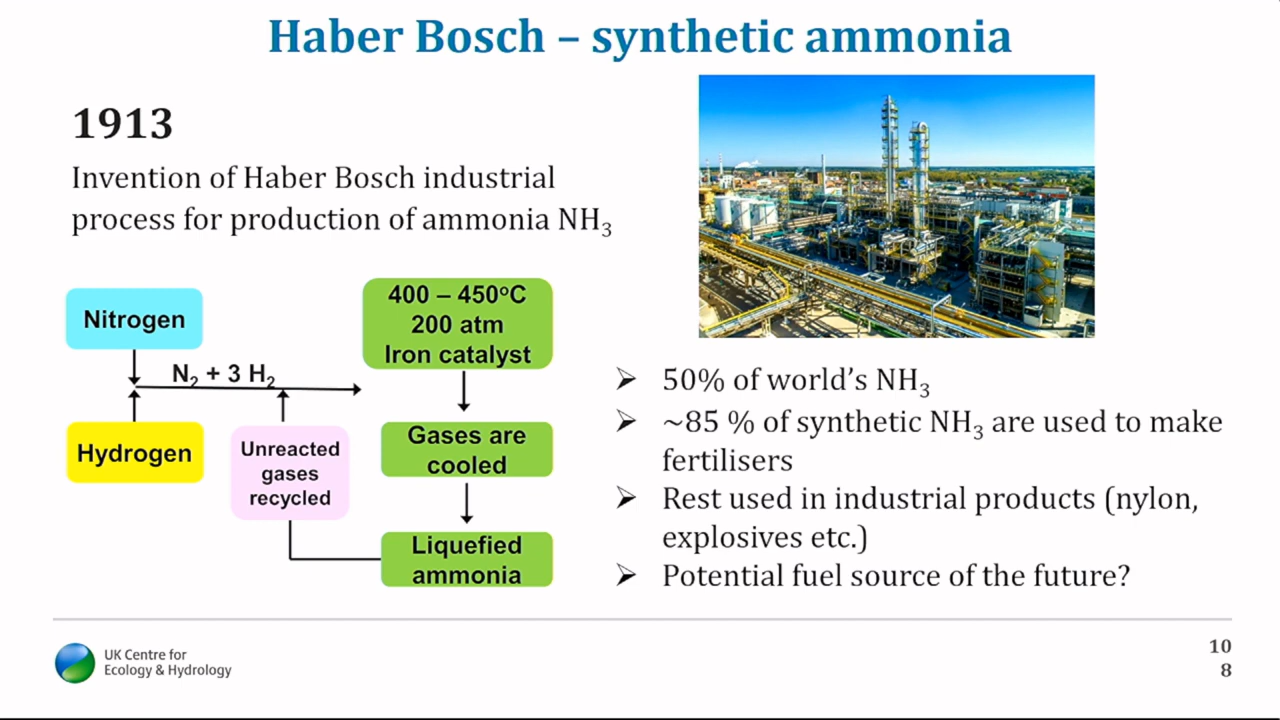 Haber Bosch – synthetic ammonia
1913
Invention of Haber Bosch industrial
process for production of ammonia NH₃
Nitrogen
N₂ + 3 H₂
Hydrogen
Unreacted
gases
recycled
400 – 450°C
200 atm
Iron catalyst
Gases are
cooled
Liquefied
ammonia
➢ 50% of world’s NH₃
➢ ~85 % of synthetic NH₃ are used to make
fertilisers
➢ Rest used in industrial products (nylon,
explosives etc.)
➢ Potential fuel source of the future?
UK Centre for
Ecology & Hydrology
10
8